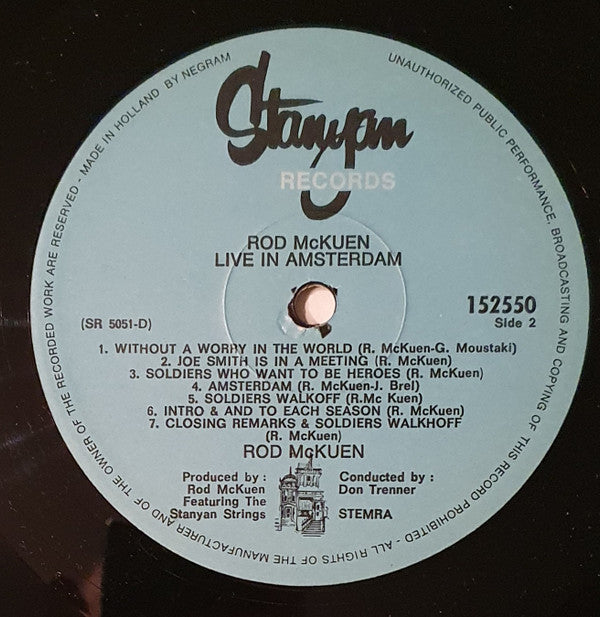 Stanyan
RECORDS
ROD McKUEN
LIVE IN AMSTERDAM
152550
(SR 5051-D)
Side 2
1. WITHOUT A WORRY IN THE WORLD (R. McKuen-G. Moustaki)
2. JOE SMITH IS IN A MEETING (R. McKuen)
3. SOLDIERS WHO WANT TO BE HEROES (R. McKuen)
4. AMSTERDAM (R. McKuen-J. Brel)
5. SOLDIERS WALKOFF (R.Mc Kuen)
6. INTRO & AND TO EACH SEASON (R. McKuen)
7. CLOSING REMARKS & SOLDIERS WALKHOFF
(R. McKuen)
ROD McKUEN
Produced by :
Rod McKuen
Featuring The
Stanyan Strings
Conducted by :
Don Trenner
STEMRA
UNAUTHORIZED PUBLIC PERFORMANCE, BROADCASTING AND COPYING OF THIS RECORD PROHIBITED - ALL RIGHTS OF THE MANUFACTURER AND OF THE OWNER OF THE RECORDED WORK ARE RESERVED - MADE IN HOLLAND BY NEGRAM